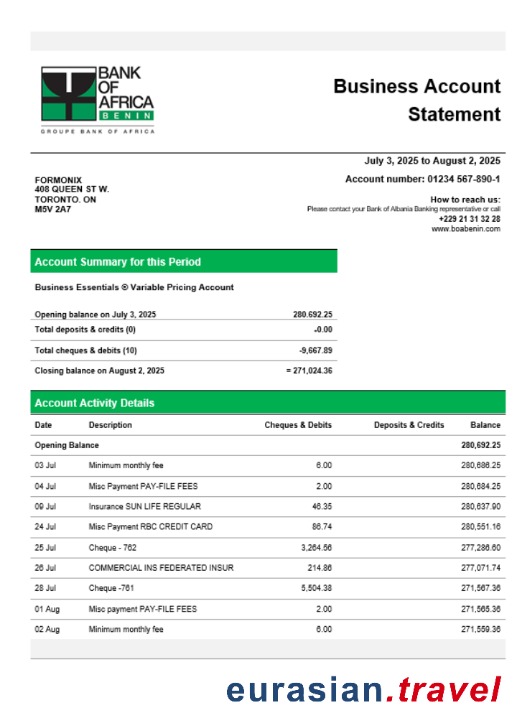 BANK
OF
AFRICA
BENIN
GROUPE BANK OF AFRICA
Business Account
Statement
July 3, 2025 to August 2, 2025
FORMONIX
408 QUEEN ST W.
TORONTO. ON
M5V 2A7
Account number: 01234 567-890-1
How to reach us:
Please contact your Bank of Albania Banking representative or call
+229 21 31 32 28
www.boabenin.com
Account Summary for this Period
Business Essentials ® Variable Pricing Account
Opening balance on July 3, 2025 280.692.25
Total deposits & credits (0) -0.00
Total cheques & debits (10) -9,667.89
Closing balance on August 2, 2025 = 271,024.36
Account Activity Details
Date Description Cheques & Debits Deposits & Credits Balance
Opening Balance 280,692.25
03 Jul Minimum monthly fee 6.00 280,686.25
04 Jul Misc Payment PAY-FILE FEES 2.00 280,684.25
09 Jul Insurance SUN LIFE REGULAR 46.35 280,637.90
24 Jul Misc Payment RBC CREDIT CARD 86.74 280,551.16
25 Jul Cheque - 762 3,264.56 277,286.60
26 Jul COMMERCIAL INS FEDERATED INSUR 214.86 277,071.74
28 Jul Cheque -761 5,504.38 271,567.36
01 Aug Misc payment PAY-FILE FEES 2.00 271,565.36
02 Aug Minimum monthly fee 6.00 271,559.36
eurasian.travel